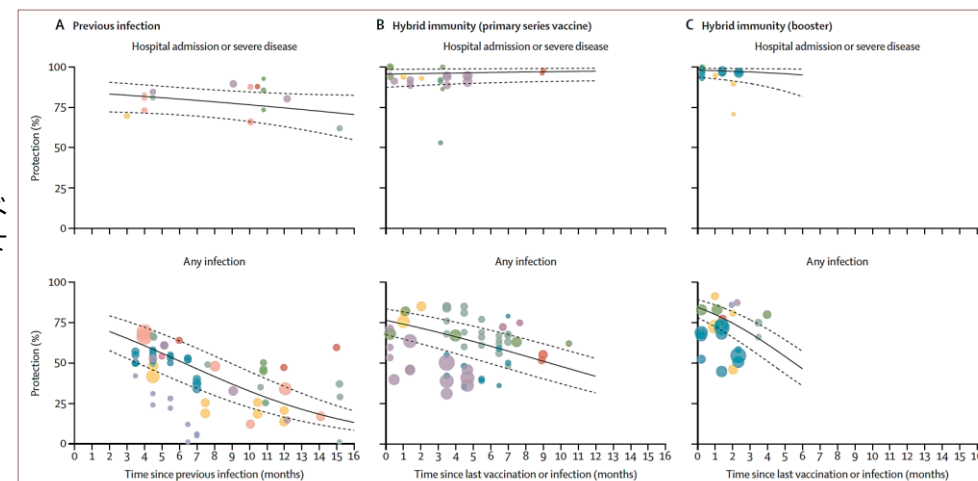 A Previous infection
B Hybrid immunity (primary series vaccine)
C Hybrid immunity (booster)
Hospital admission or severe disease
Hospital admission or severe disease
Hospital admission or severe disease
Protection (%)
100
75
50
25
0
Any infection
Any infection
Any infection
Protection (%)
100
75
50
25
0
0 1 2 3 4 5 6 7 8 9 10 11 12 13 14 15 16
0 1 2 3 4 5 6 7 8 9 10 11 12 13 14 15 16
0 1 2 3 4 5 6 7 8 9 10 11 12 13 14 15 16
Time since previous infection (months)
Time since last vaccination or infection (months)
Time since last vaccination or infection (months)